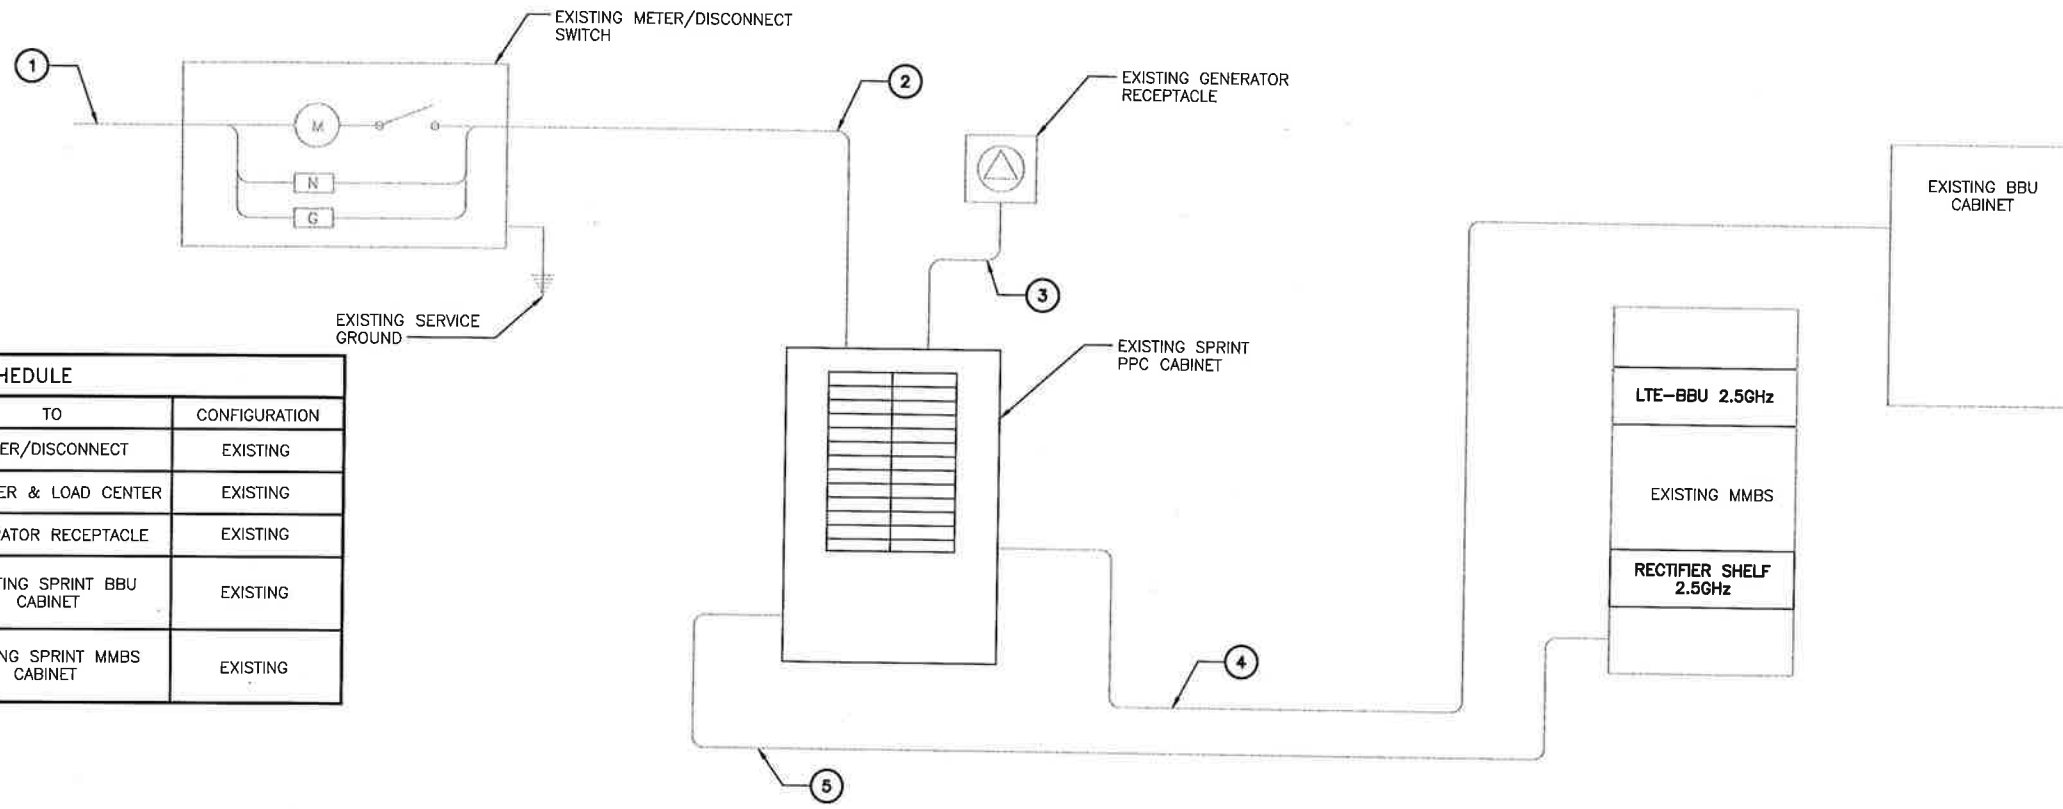 EXISTING METER/DISCONNECT
SWITCH
1
2
M
N
G
EXISTING GENERATOR
RECEPTACLE
3
EXISTING SERVICE
GROUND
EXISTING SPRINT
PPC CABINET
EXISTING BBU
CABINET
LTE-BBU 2.5GHz
EXISTING MMBS
RECTIFIER SHELF
2.5GHz
4
5
HEDULE
TO CONFIGURATION
ER/DISCONNECT EXISTING
ER & LOAD CENTER EXISTING
RATOR RECEPTACLE EXISTING
TING SPRINT BBU
CABINET
EXISTING
NG SPRINT MMBS
CABINET
EXISTING